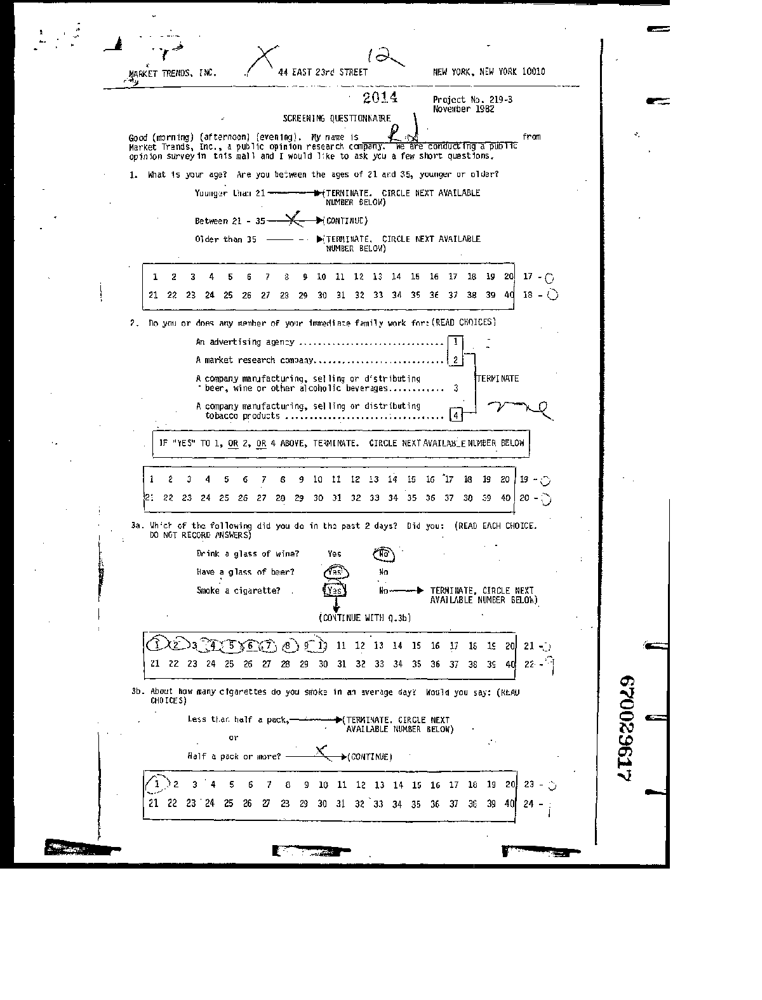 12
MARKET TRENDS, INC. 44 EAST 23rd STREET NEW YORK, NEW YORK 10010
2014 Project No. 219-3
November 1982
SCREENING QUESTIONNAIRE
Good (morning) (afternoon) (evening). My name is from
Market Trands, Inc., a public opinion research company. We are conducting a public
opinion survey in this mall and I would like to ask you a few short questions.
1. What is your age? Are you between the ages of 21 and 35, younger or older?
Younger than 21 (TERMINATE. CIRCLE NEXT AVAILABLE
NUMBER BELOW)
Between 21 - 35 X (CONTINUE)
Older than 35 (TERMINATE. CIRCLE NEXT AVAILABLE
NUMBER BELOW)
1 2 3 4 5 6 7 8 9 10 11 12 13 14 15 16 17 18 19 20 17 -
21 22 23 24 25 26 27 28 29 30 31 32 33 34 35 36 37 38 39 40 18 -
2. Do you or does any member of your immediate family work for: (READ CHOICES)
An advertising agency ............................. 1
A market research company.......................... 2
A company manufacturing, selling or distributing TERMINATE
beer, wine or other alcoholic beverages............ 3
A company manufacturing, selling or distributing
tobacco products ................................ 4
IF "YES" TO 1, OR 2, OR 4 ABOVE, TERMINATE. CIRCLE NEXT AVAILABLE NUMBER BELOW
1 2 3 4 5 6 7 8 9 10 11 12 13 14 15 16 17 18 19 20 19 -
21 22 23 24 25 26 27 28 29 30 31 32 33 34 35 36 37 38 39 40 20 -
3a. Which of the following did you do in the past 2 days? Did you: (READ EACH CHOICE.
DO NOT RECORD ANSWERS)
Drink a glass of wine? Yes No
Have a glass of beer? Yes No
Smoke a cigarette? Yes No TERMINATE, CIRCLE NEXT
AVAILABLE NUMBER BELOW)
(CONTINUE WITH Q.3b)
1 2 3 4 5 6 7 8 9 10 11 12 13 14 15 16 17 18 19 20 21 -
21 22 23 24 25 26 27 28 29 30 31 32 33 34 35 36 37 38 39 40 22 -
3b. About how many cigarettes do you smoke in an average day? Would you say: (READ
CHOICES)
Less than half a pack, (TERMINATE. CIRCLE NEXT
AVAILABLE NUMBER BELOW)
or
Half a pack or more? X (CONTINUE)
1 2 3 4 5 6 7 8 9 10 11 12 13 14 15 16 17 18 19 20 23 -
21 22 23 24 25 26 27 28 29 30 31 32 33 34 35 36 37 38 39 40 24 -
670029617